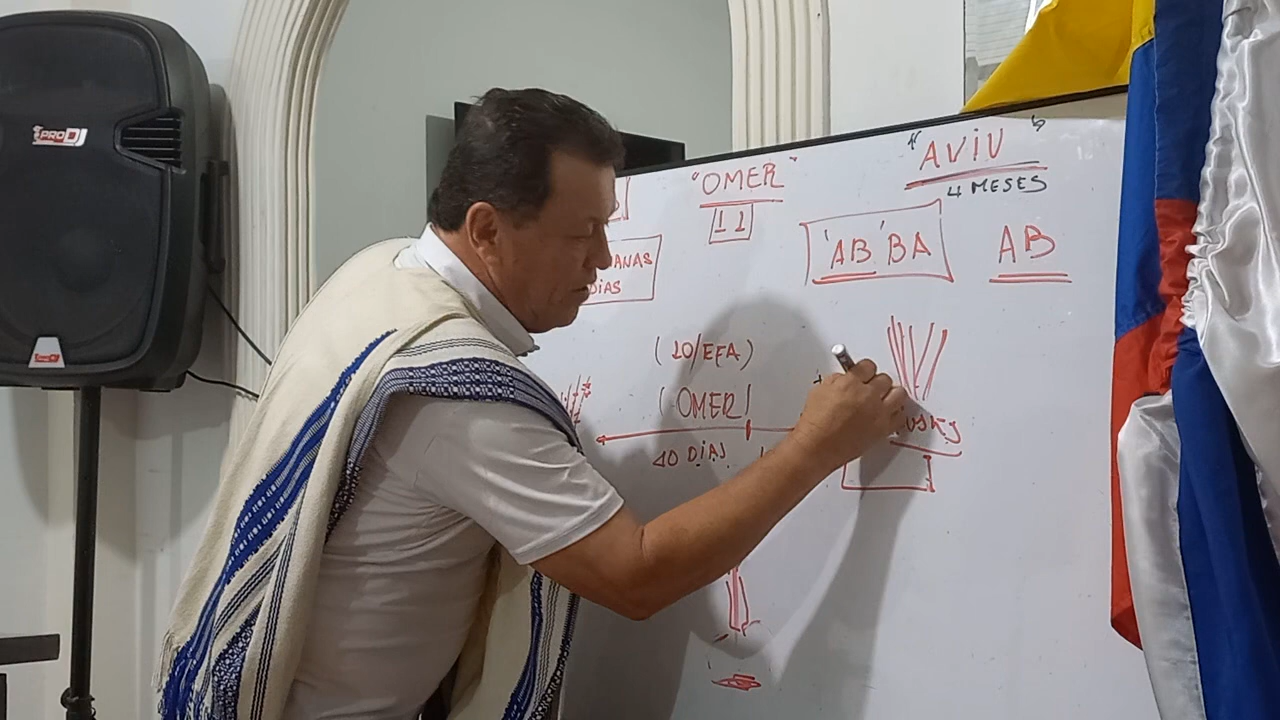 PRODJ
"OMER"
11
"AVIV"
4 MESES
'AB'BA
AB
ANAS
DIAS
(10/EFA)
(OMER)
40 DIAS